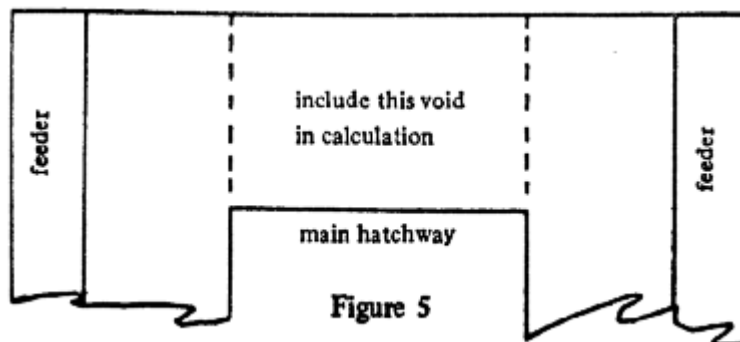 feeder
include this void
in calculation
feeder
main hatchway
Figure 5